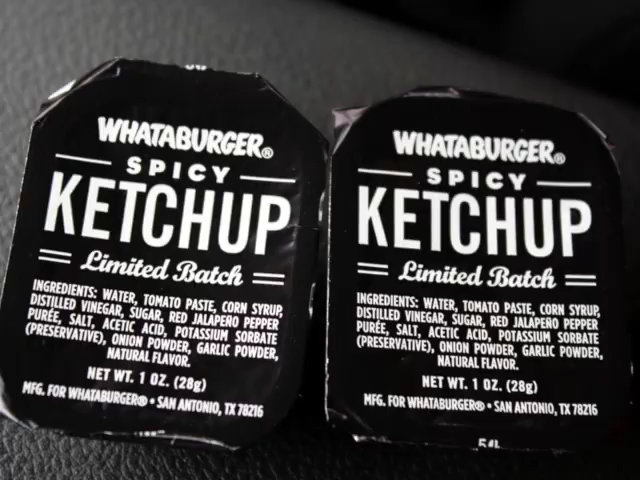 WHATABURGER®
SPICY
KETCHUP
Limited Batch
INGREDIENTS: WATER, TOMATO PASTE, CORN SYRUP,
DISTILLED VINEGAR, SUGAR, RED JALAPEÑO PEPPER
PURÉE, SALT, ACETIC ACID, POTASSIUM SORBATE
(PRESERVATIVE), ONION POWDER, GARLIC POWDER,
NATURAL FLAVOR.
NET WT. 1 OZ. (28g)
MFG. FOR WHATABURGER® • SAN ANTONIO, TX 78216
WHATABURGER®
SPICY
KETCHUP
Limited Batch
INGREDIENTS: WATER, TOMATO PASTE, CORN SYRUP,
DISTILLED VINEGAR, SUGAR, RED JALAPEÑO PEPPER
PURÉE, SALT, ACETIC ACID, POTASSIUM SORBATE
(PRESERVATIVE), ONION POWDER, GARLIC POWDER,
NATURAL FLAVOR.
NET WT. 1 OZ. (28g)
MFG. FOR WHATABURGER® • SAN ANTONIO, TX 78216